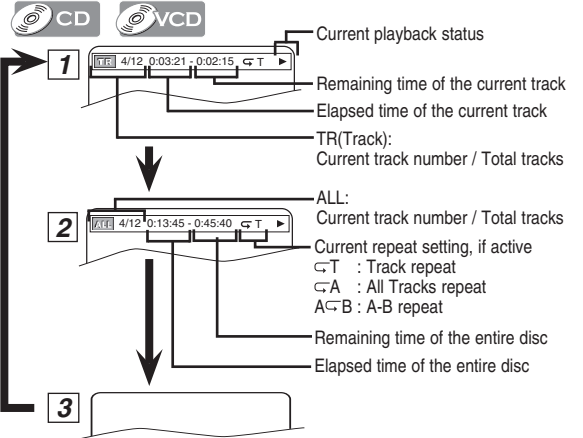 CD VCD
Current playback status
1
TR 4/12 0:03:21 - 0:02:15 T
Remaining time of the current track
Elapsed time of the current track
TR(Track):
Current track number / Total tracks
ALL:
Current track number / Total tracks
2
ALL 4/12 0:13:45 - 0:45:40 T
Current repeat setting, if active
T : Track repeat
A : All Tracks repeat
A B : A-B repeat
Remaining time of the entire disc
Elapsed time of the entire disc
3